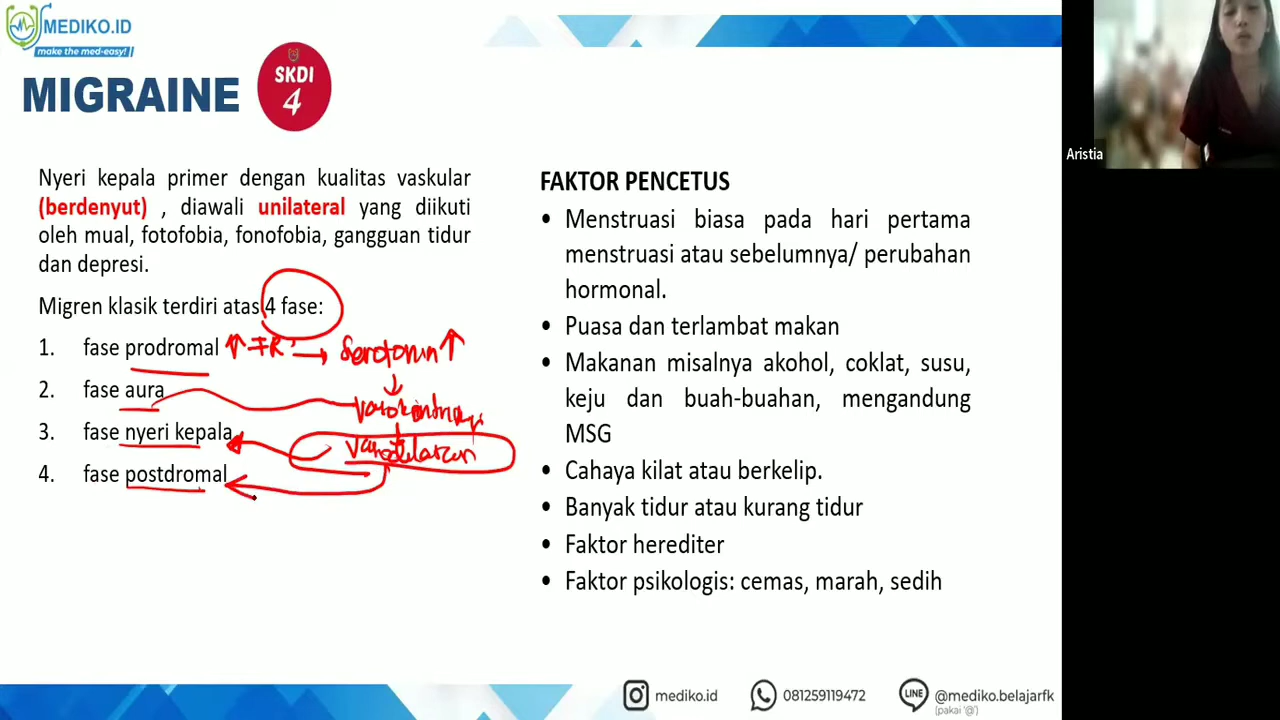 MEDIKO.ID
make the med-easy!
MIGRAINE
SKDI
4
Nyeri kepala primer dengan kualitas vaskular
(berdenyut) , diawali unilateral yang diikuti
oleh mual, fotofobia, fonofobia, gangguan tidur
dan depresi.
Migren klasik terdiri atas 4 fase:
1. fase prodromal
Serotonin ↑
2. fase aura
3. fase nyeri kepala
4. fase postdromal
FAKTOR PENCETUS
• Menstruasi biasa pada hari pertama
menstruasi atau sebelumnya/ perubahan
hormonal.
• Puasa dan terlambat makan
• Makanan misalnya akohol, coklat, susu,
keju dan buah-buahan, mengandung
MSG
• Cahaya kilat atau berkelip.
• Banyak tidur atau kurang tidur
• Faktor herediter
• Faktor psikologis: cemas, marah, sedih
Aristia
mediko.id
081259119472
LINE
@mediko.belajarfk
(pakai '@')